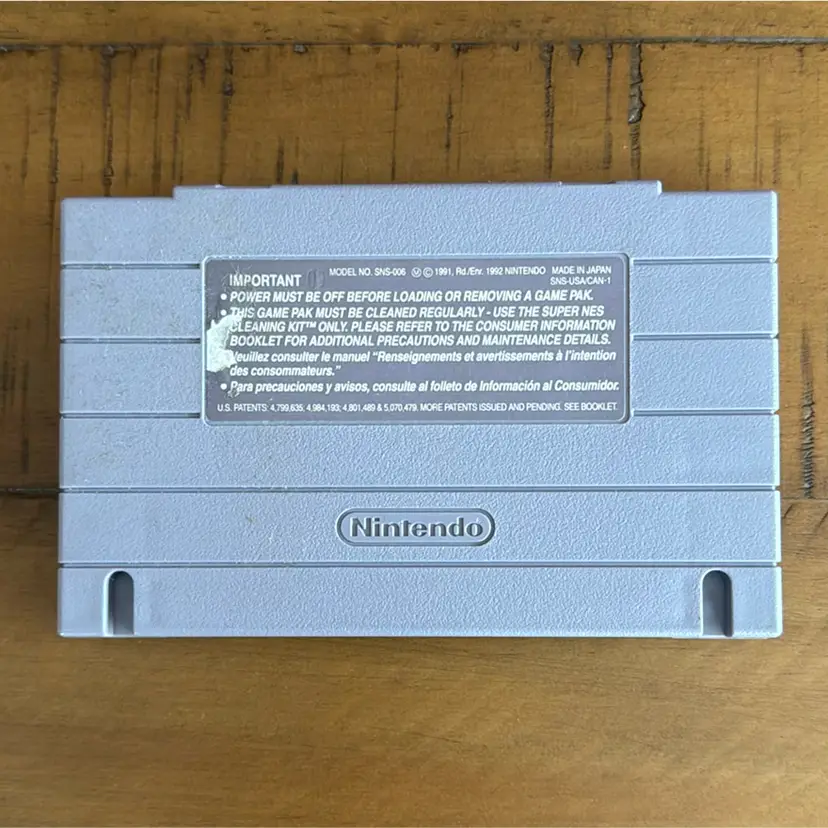 IMPORTANT
MODEL NO. SNS-006 Ⓜ © 1991, Rd./Enr. 1992 NINTENDO MADE IN JAPAN
SNS-USA/CAN-1
• POWER MUST BE OFF BEFORE LOADING OR REMOVING A GAME PAK.
• THIS GAME PAK MUST BE CLEANED REGULARLY - USE THE SUPER NES
CLEANING KIT™ ONLY. PLEASE REFER TO THE CONSUMER INFORMATION
BOOKLET FOR ADDITIONAL PRECAUTIONS AND MAINTENANCE DETAILS.
Veuillez consulter le manuel "Renseignements et avertissements à l'intention
des consommateurs."
• Para precauciones y avisos, consulte al folleto de Información al Consumidor.
U.S. PATENTS: 4,799,635; 4,984,193; 4,801,489 & 5,070,479. MORE PATENTS ISSUED AND PENDING. SEE BOOKLET.
Nintendo